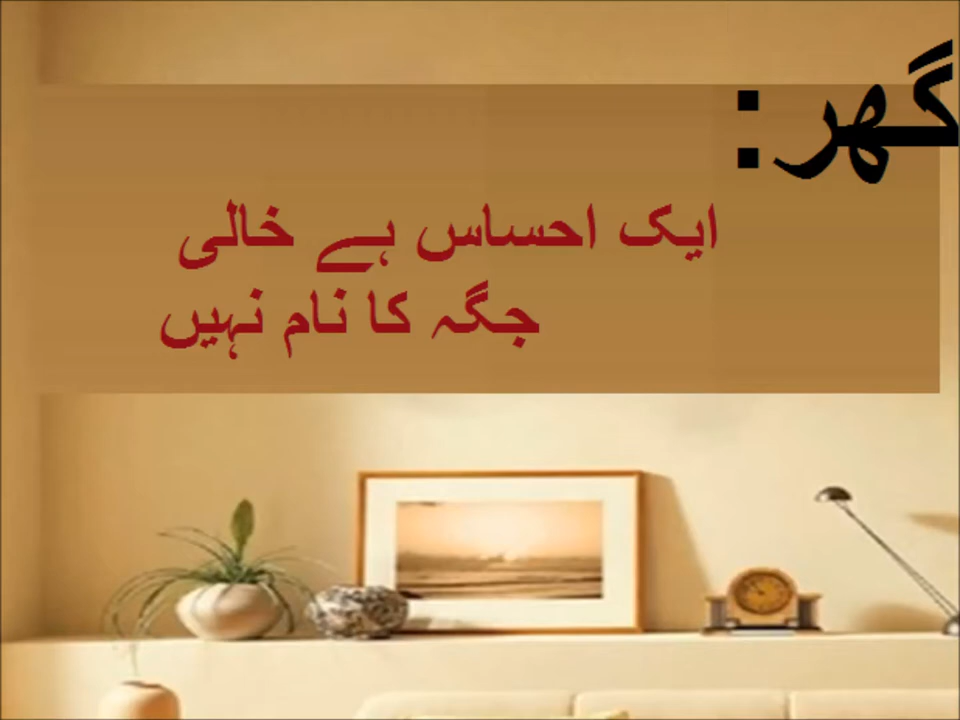 گھر:
ایک احساس ہے خالی
جگہ کا نام نہیں